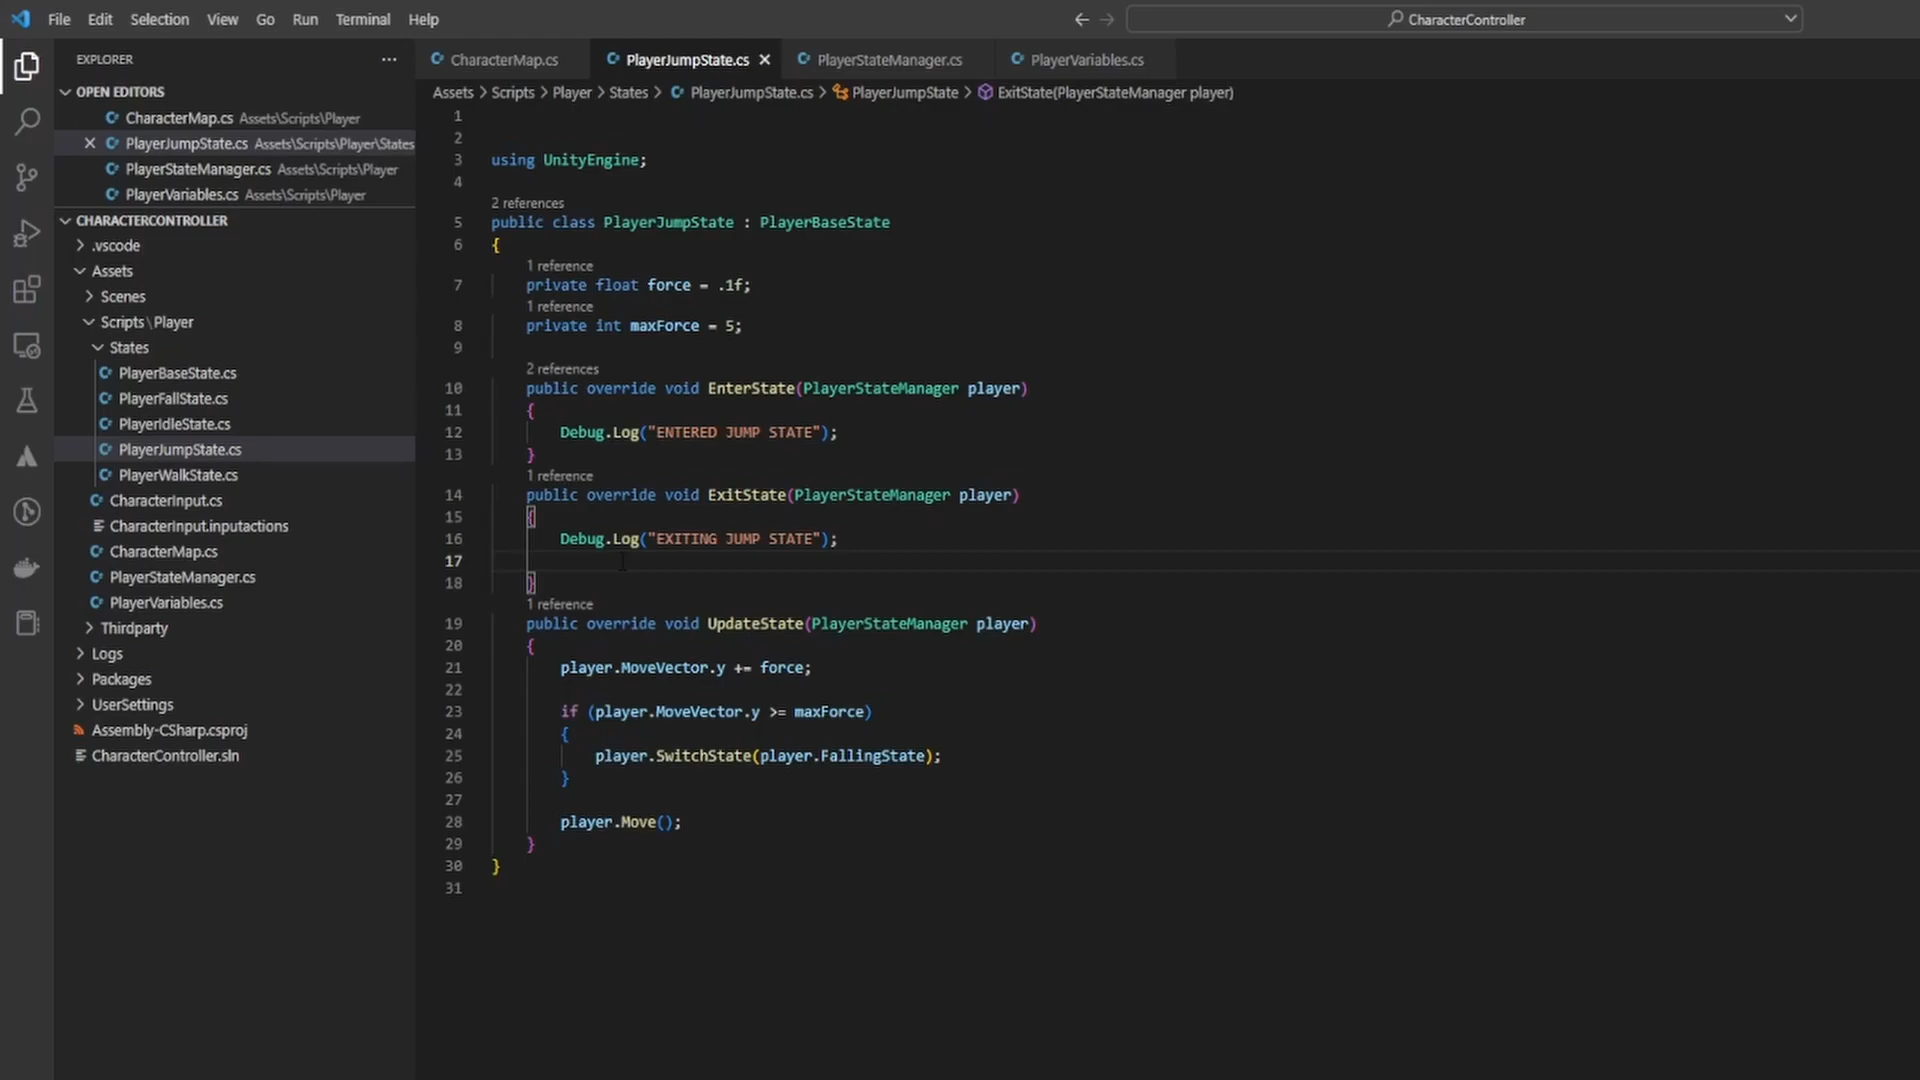 File Edit Selection View Go Run Terminal Help
CharacterController
EXPLORER
CharacterMap.cs PlayerJumpState.cs PlayerStateManager.cs PlayerVariables.cs
OPEN EDITORS
CharacterMap.cs Assets\Scripts\Player
PlayerJumpState.cs Assets\Scripts\Player\States
PlayerStateManager.cs Assets\Scripts\Player
PlayerVariables.cs Assets\Scripts\Player
CHARACTERCONTROLLER
.vscode
Assets
Scenes
Scripts\Player
States
PlayerBaseState.cs
PlayerFallState.cs
PlayerIdleState.cs
PlayerJumpState.cs
PlayerWalkState.cs
CharacterInput.cs
CharacterInput.inputactions
CharacterMap.cs
PlayerStateManager.cs
PlayerVariables.cs
Thirdparty
Logs
Packages
UserSettings
Assembly-CSharp.csproj
CharacterController.sln
Assets > Scripts > Player > States > PlayerJumpState.cs > PlayerJumpState > ExitState(PlayerStateManager player)
1
2
3 using UnityEngine;
4
2 references
5 public class PlayerJumpState : PlayerBaseState
6 {
1 reference
7 private float force = .1f;
1 reference
8 private int maxForce = 5;
9
2 references
10 public override void EnterState(PlayerStateManager player)
11 {
12 Debug.Log("ENTERED JUMP STATE");
13 }
1 reference
14 public override void ExitState(PlayerStateManager player)
15 {
16 Debug.Log("EXITING JUMP STATE");
17
18 }
1 reference
19 public override void UpdateState(PlayerStateManager player)
20 {
21 player.MoveVector.y += force;
22
23 if (player.MoveVector.y >= maxForce)
24 {
25 player.SwitchState(player.FallingState);
26 }
27
28 player.Move();
29 }
30 }
31